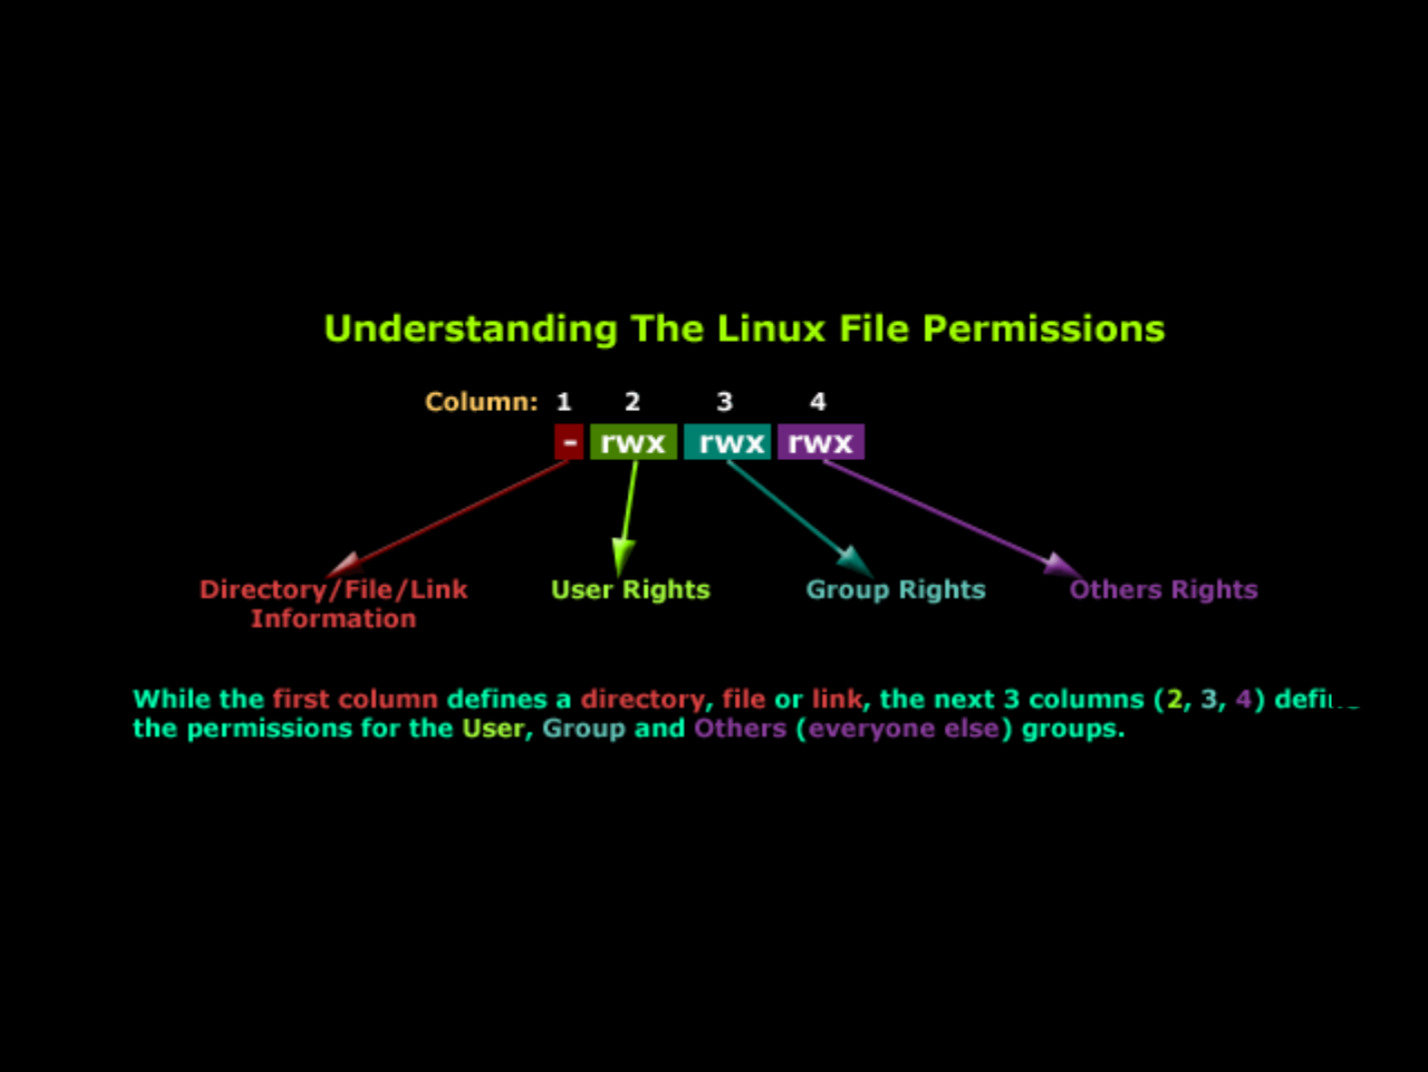 Understanding The Linux File Permissions
Column: 1 2 3 4
- rwx rwx rwx
Directory/File/Link User Rights Group Rights Others Rights
Information
While the first column defines a directory, file or link, the next 3 columns (2, 3, 4)
the permissions for the User, Group and Others (everyone else) groups.